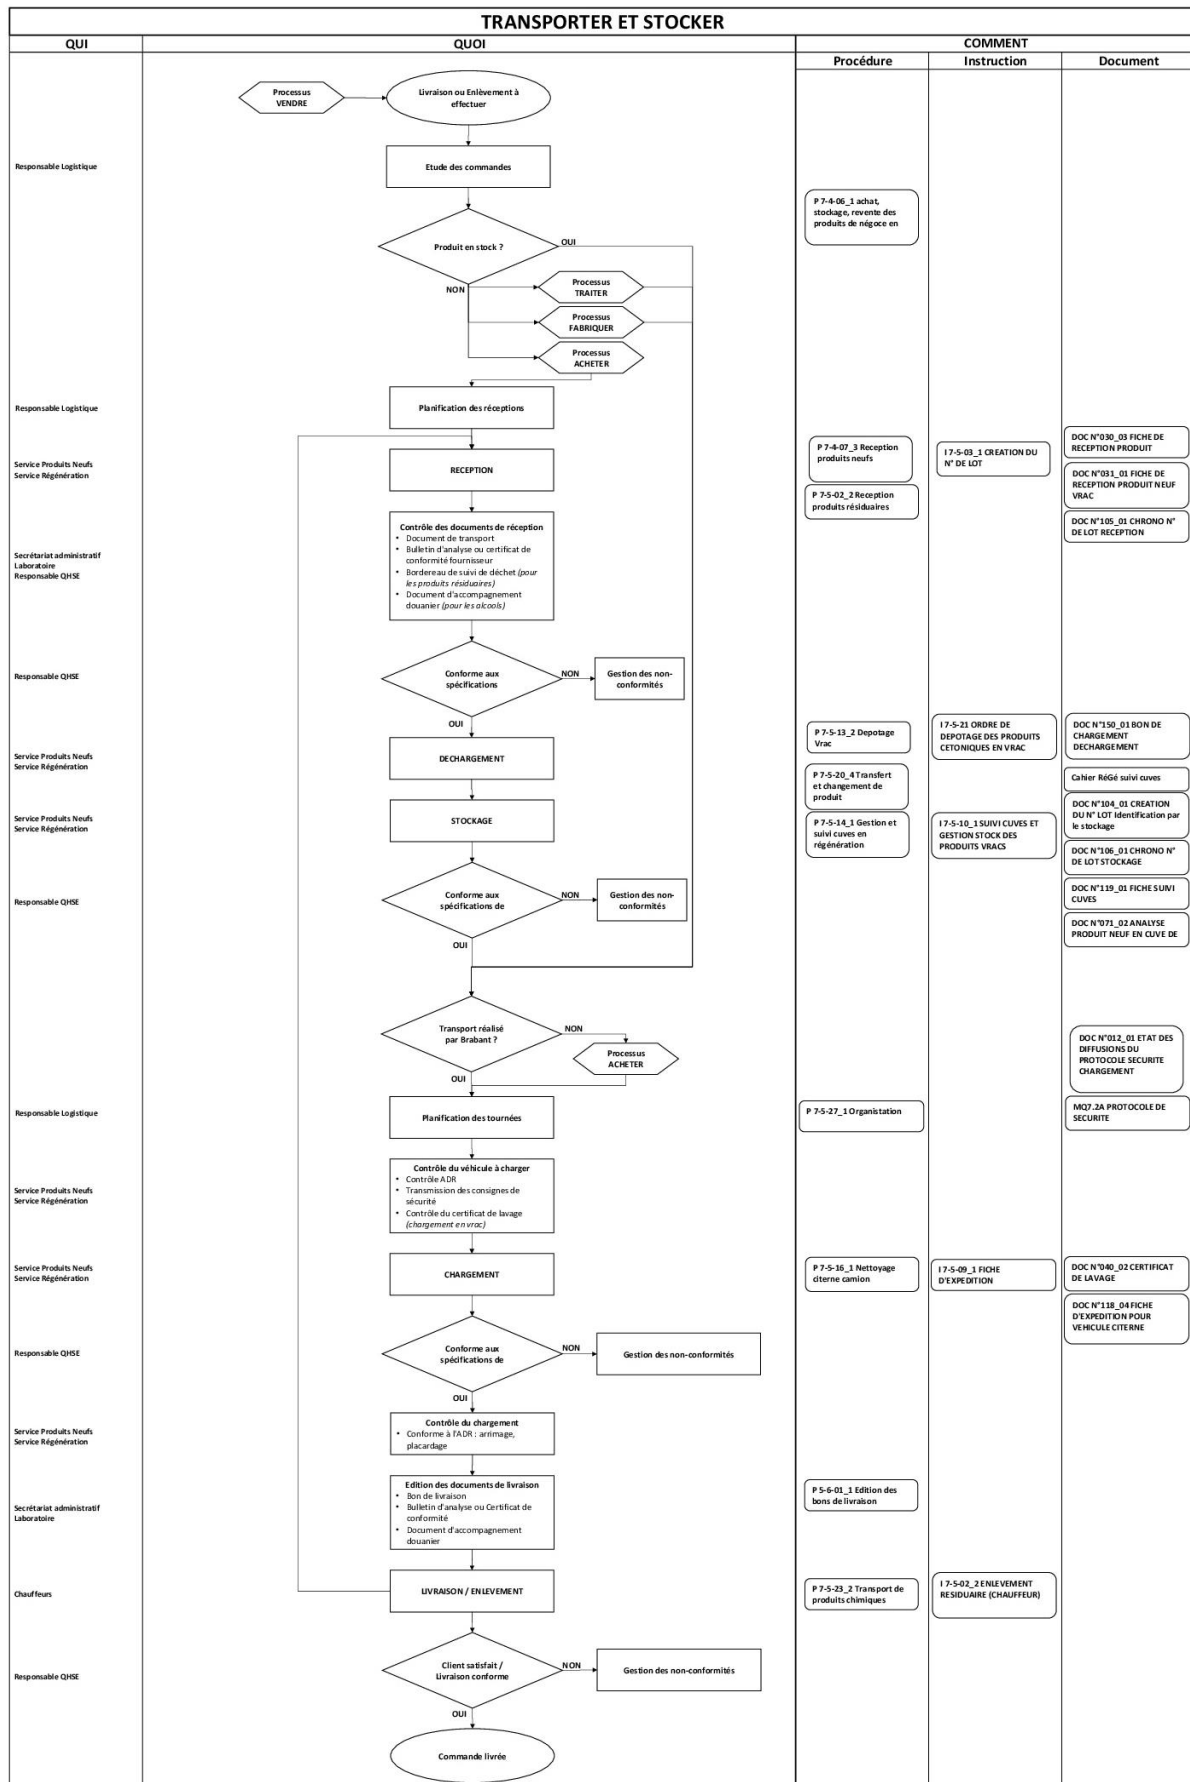 TRANSPORTER ET STOCKER
QUI
QUOI
COMMENT
Procédure
Instruction
Document
Processus
VENDRE
Livraison ou Enlèvement à
effectuer
Responsable Logistique
Etude des commandes
P 7-4-06_1 achat,
stockage, revente des
produits de négoce en
Produit en stock ?
OUI
NON
Processus
TRAITER
Processus
FABRIQUER
Processus
ACHETER
Responsable Logistique
Planification des réceptions
Service Produits Neufs
Service Régénération
RECEPTION
P 7-4-07_3 Reception
produits neufs
P 7-5-02_2 Reception
produits résiduaires
I 7-5-03_1 CREATION DU
N° DE LOT
DOC N°030_03 FICHE DE
RECEPTION PRODUIT
DOC N°031_01 FICHE DE
RECEPTION PRODUIT NEUF
VRAC
DOC N°105_01 CHRONO N°
DE LOT RECEPTION
Secrétariat administratif
Laboratoire
Responsable QHSE
Contrôle des documents de réception
• Document de transport
• Bulletin d'analyse ou certificat de
conformité fournisseur
• Bordereau de suivi de déchet (pour
les produits résiduaires)
• Document d'accompagnement
douanier (pour les alcools)
Responsable QHSE
Conforme aux
spécifications
NON
Gestion des non-
conformités
OUI
Service Produits Neufs
Service Régénération
DECHARGEMENT
P 7-5-13_2 Depotage
Vrac
I 7-5-21 ORDRE DE
DEPOTAGE DES PRODUITS
CETONIQUES EN VRAC
DOC N°150_01 BON DE
CHARGEMENT
DECHARGEMENT
P 7-5-20_4 Transfert
et changement de
produit
Cahier RéGé suivi cuves
Service Produits Neufs
Service Régénération
STOCKAGE
P 7-5-14_1 Gestion et
suivi cuves en
régénération
I 7-5-10_1 SUIVI CUVES ET
GESTION STOCK DES
PRODUITS VRACS
DOC N°104_01 CREATION
DU N° LOT Identification par
le stockage
DOC N°106_01 CHRONO N°
DE LOT STOCKAGE
DOC N°119_01 FICHE SUIVI
CUVES
DOC N°071_02 ANALYSE
PRODUIT NEUF EN CUVE DE
Responsable QHSE
Conforme aux
spécifications de
NON
Gestion des non-
conformités
OUI
Transport réalisé
par Brabant ?
NON
Processus
ACHETER
OUI
DOC N°012_01 ETAT DES
DIFFUSIONS DU
PROTOCOLE SECURITE
CHARGEMENT
Responsable Logistique
Planification des tournées
P 7-5-27_1 Organistation
MQ7.2A PROTOCOLE DE
SECURITE
Service Produits Neufs
Service Régénération
Contrôle du véhicule à charger
• Contrôle ADR
• Transmission des consignes de
sécurité
• Contrôle du certificat de lavage
(chargement en vrac)
Service Produits Neufs
Service Régénération
CHARGEMENT
P 7-5-16_1 Nettoyage
citerne camion
I 7-5-09_1 FICHE
D'EXPEDITION
DOC N°040_02 CERTIFICAT
DE LAVAGE
DOC N°118_04 FICHE
D'EXPEDITION POUR
VEHICULE CITERNE
Responsable QHSE
Conforme aux
spécifications de
NON
Gestion des non-conformités
OUI
Service Produits Neufs
Service Régénération
Contrôle du chargement
• Conforme à l'ADR : arrimage,
placardage
Secrétariat administratif
Laboratoire
Edition des documents de livraison
• Bon de livraison
• Bulletin d'analyse ou Certificat de
conformité
• Document d'accompagnement
douanier
P 5-6-01_1 Edition des
bons de livraison
Chauffeurs
LIVRAISON / ENLEVEMENT
P 7-5-23_2 Transport de
produits chimiques
I 7-5-02_2 ENLEVEMENT
RESIDUAIRE (CHAUFFEUR)
Responsable QHSE
Client satisfait /
Livraison conforme
NON
Gestion des non-conformités
OUI
Commande livrée